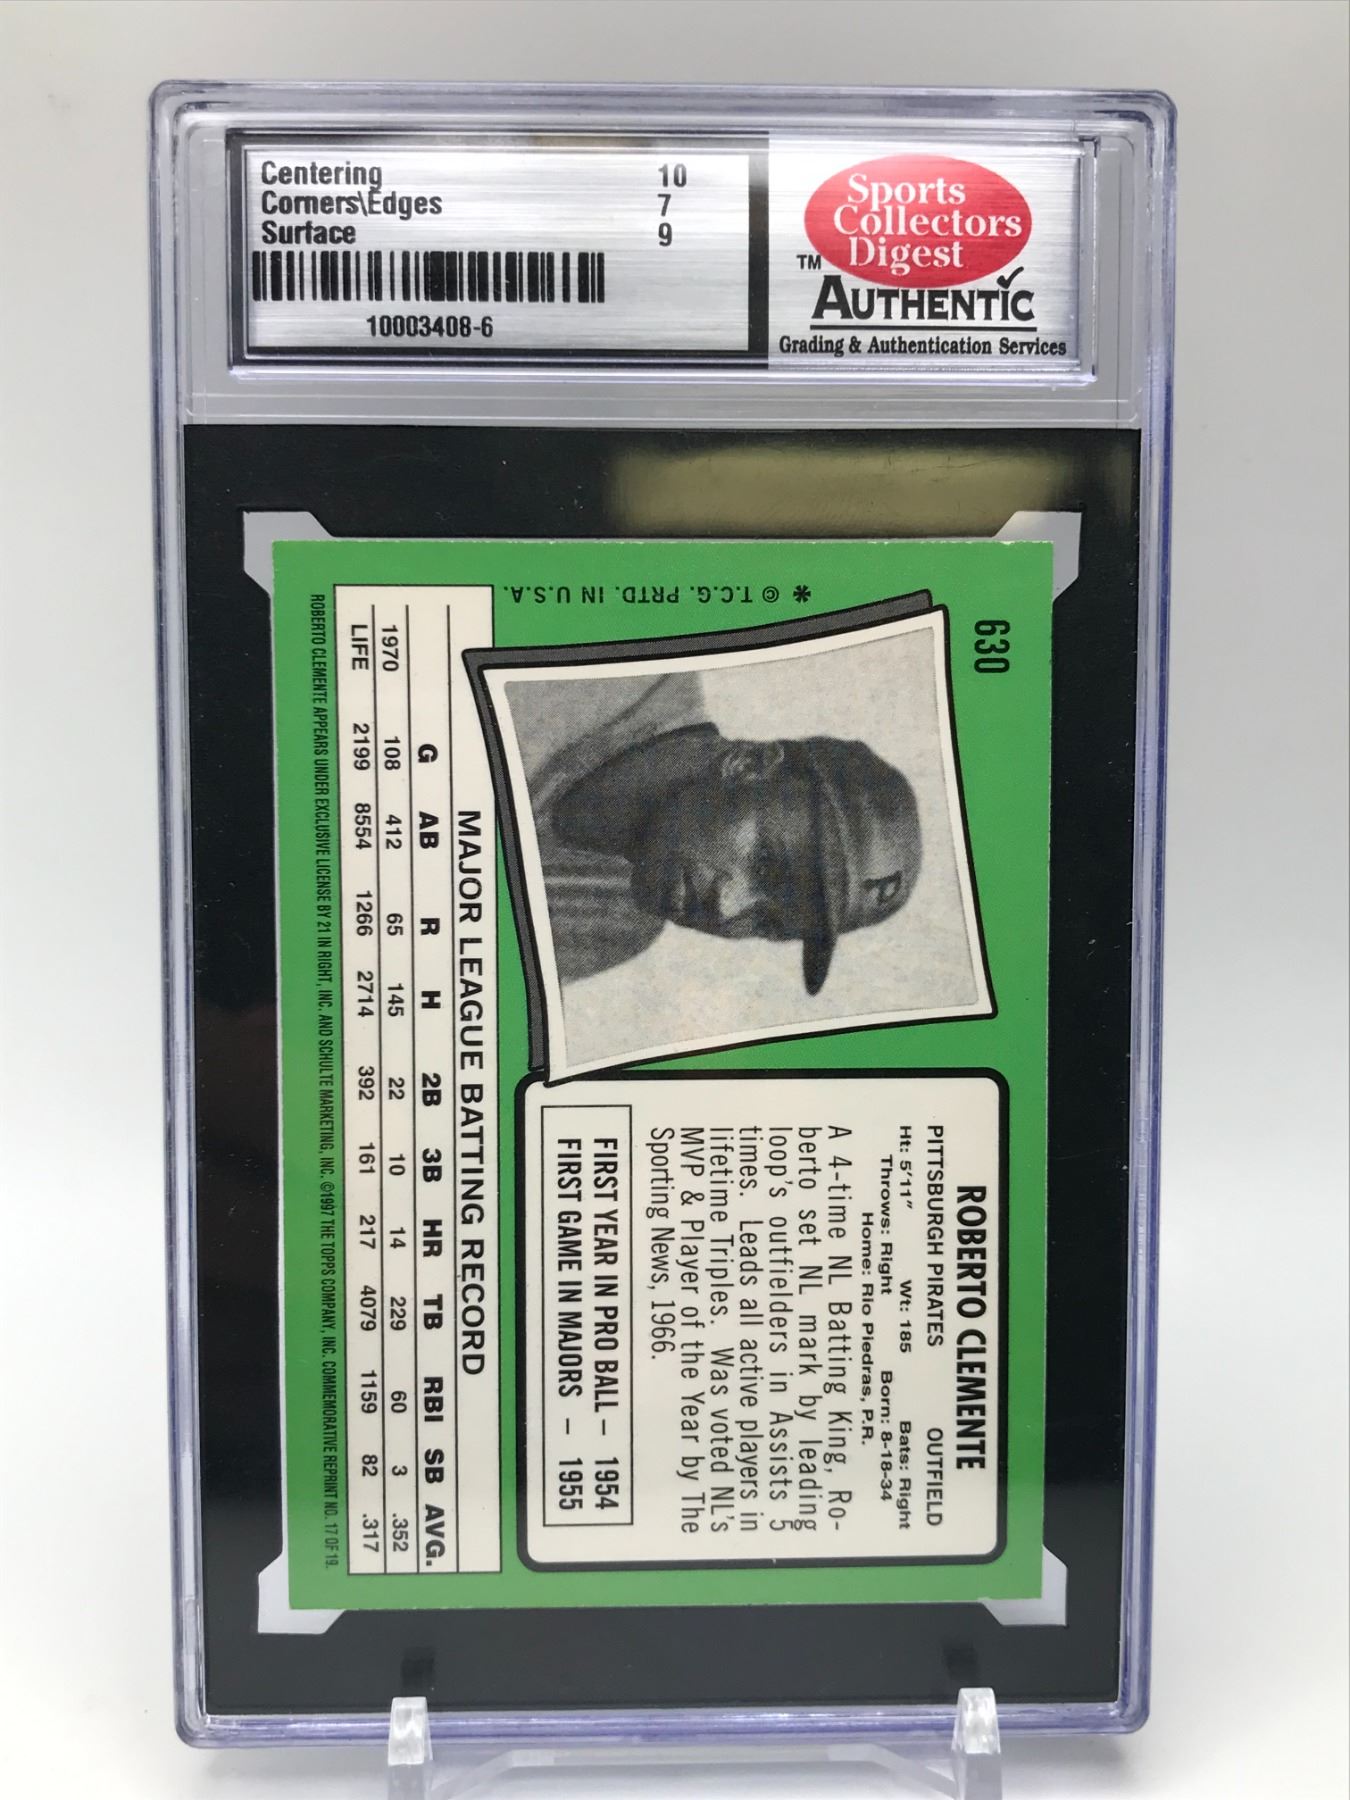 Centering 10
Corners\Edges 7
Surface 9
10003408-6
Sports
Collectors
Digest
TM
AUTHENTIC
Grading & Authentication Services
630
* © T.C.G. PRTD. IN U.S.A.
P
ROBERTO CLEMENTE
PITTSBURGH PIRATES OUTFIELD
Ht: 5'11" Wt: 185 Bats: Right
Throws: Right Born: 8-18-34
Home: Rio Piedras, P.R.
A 4-time NL Batting King, Ro-
berto set NL mark by leading
loop's outfielders in Assists 5
times. Leads all active players in
lifetime Triples. Was voted NL's
MVP & Player of the Year by The
Sporting News, 1966.
FIRST YEAR IN PRO BALL – 1954
FIRST GAME IN MAJORS – 1955
MAJOR LEAGUE BATTING RECORD
G AB R H 2B 3B HR TB RBI SB AVG.
1970 108 412 65 145 22 10 14 229 60 3 .352
LIFE 2199 8554 1266 2714 392 161 217 4079 1159 82 .317
ROBERTO CLEMENTE APPEARS UNDER EXCLUSIVE LICENSE BY 21 IN RIGHT, INC. AND SCHULTE MARKETING, INC. ©1997 THE TOPPS COMPANY, INC. COMMEMORATIVE REPRINT NO. 17 OF 19.